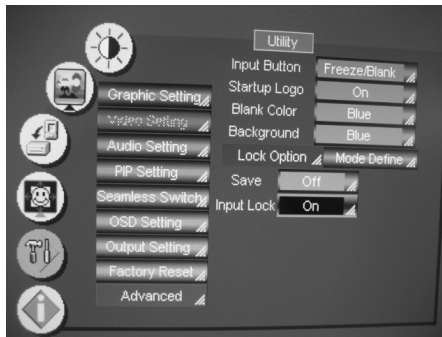 Utility
Input Button Freeze/Blank
Startup Logo On
Blank Color Blue
Background Blue
Lock Option Mode Define
Save Off
Input Lock On
Graphic Setting
Video Setting
Audio Setting
PIP Setting
Seamless Switch
OSD Setting
Output Setting
Factory Reset
Advanced